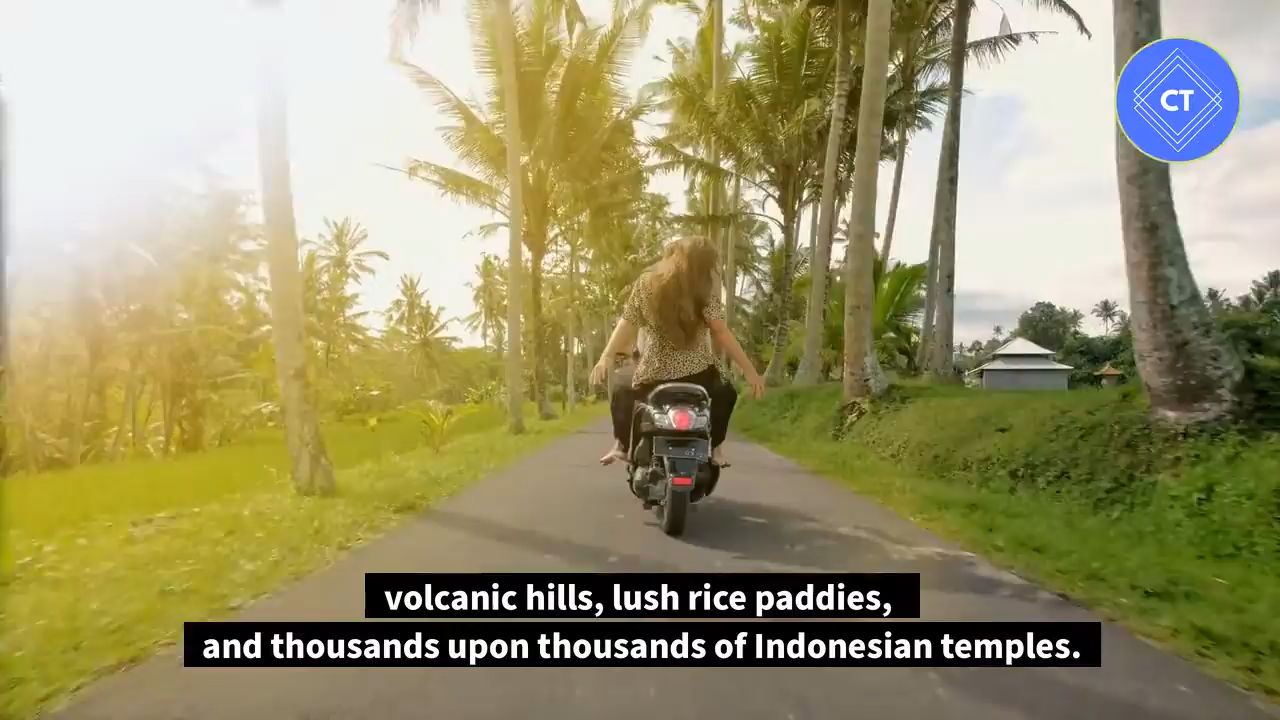 CT
volcanic hills, lush rice paddies,
and thousands upon thousands of Indonesian temples.